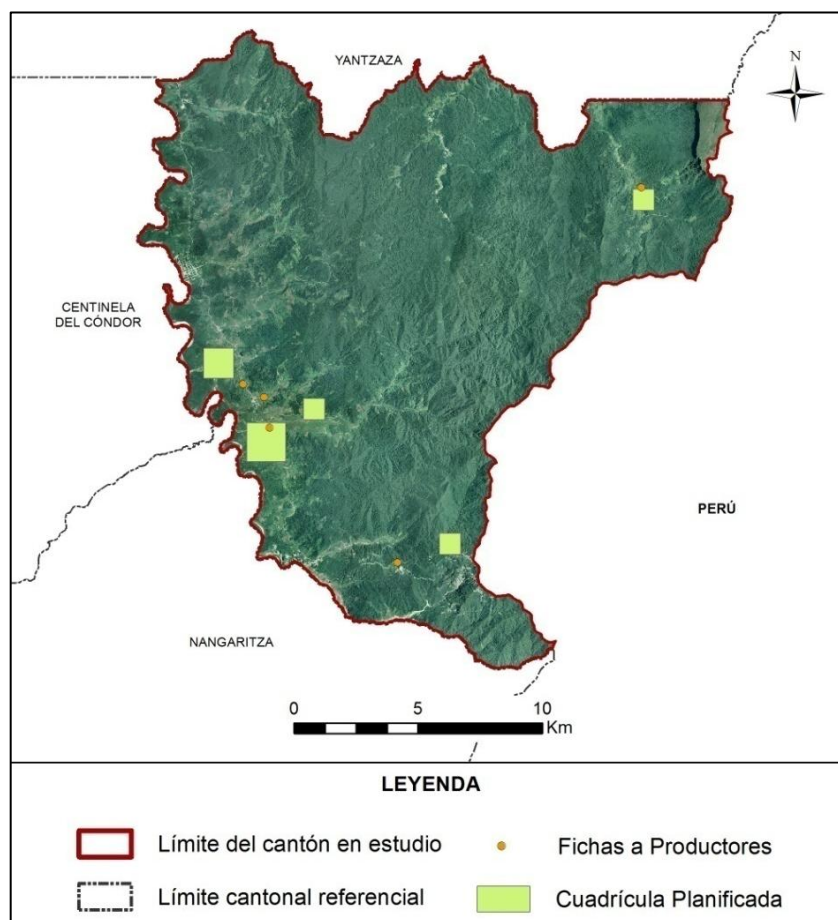 YANTZAZA
N
CENTINELA
DEL CÓNDOR
PERÚ
NANGARITZA
0 5 10
Km
LEYENDA
Límite del cantón en estudio
Fichas a Productores
Límite cantonal referencial
Cuadrícula Planificada